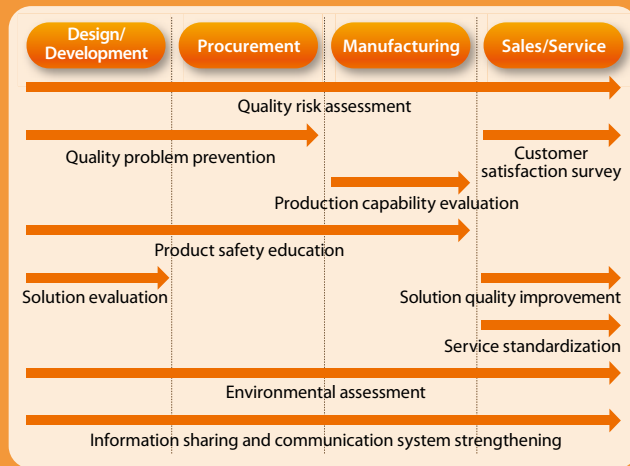 Design/
Development
Procurement
Manufacturing
Sales/Service
Quality risk assessment
Quality problem prevention
Customer
satisfaction survey
Production capability evaluation
Product safety education
Solution evaluation
Solution quality improvement
Service standardization
Environmental assessment
Information sharing and communication system strengthening